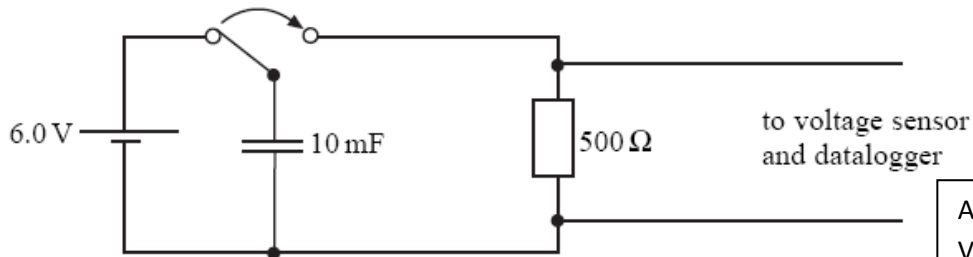 6.0 V
10 mF
500 Ω
to voltage sensor
and datalogger
A
V